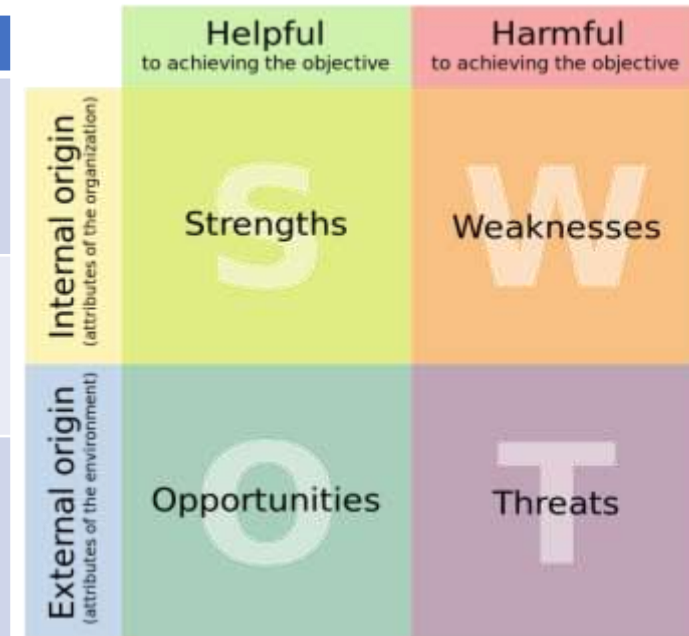 Helpful
to achieving the objective
Harmful
to achieving the objective
Internal origin
(attributes of the organization)
S
Strengths
W
Weaknesses
External origin
(attributes of the environment)
O
Opportunities
T
Threats